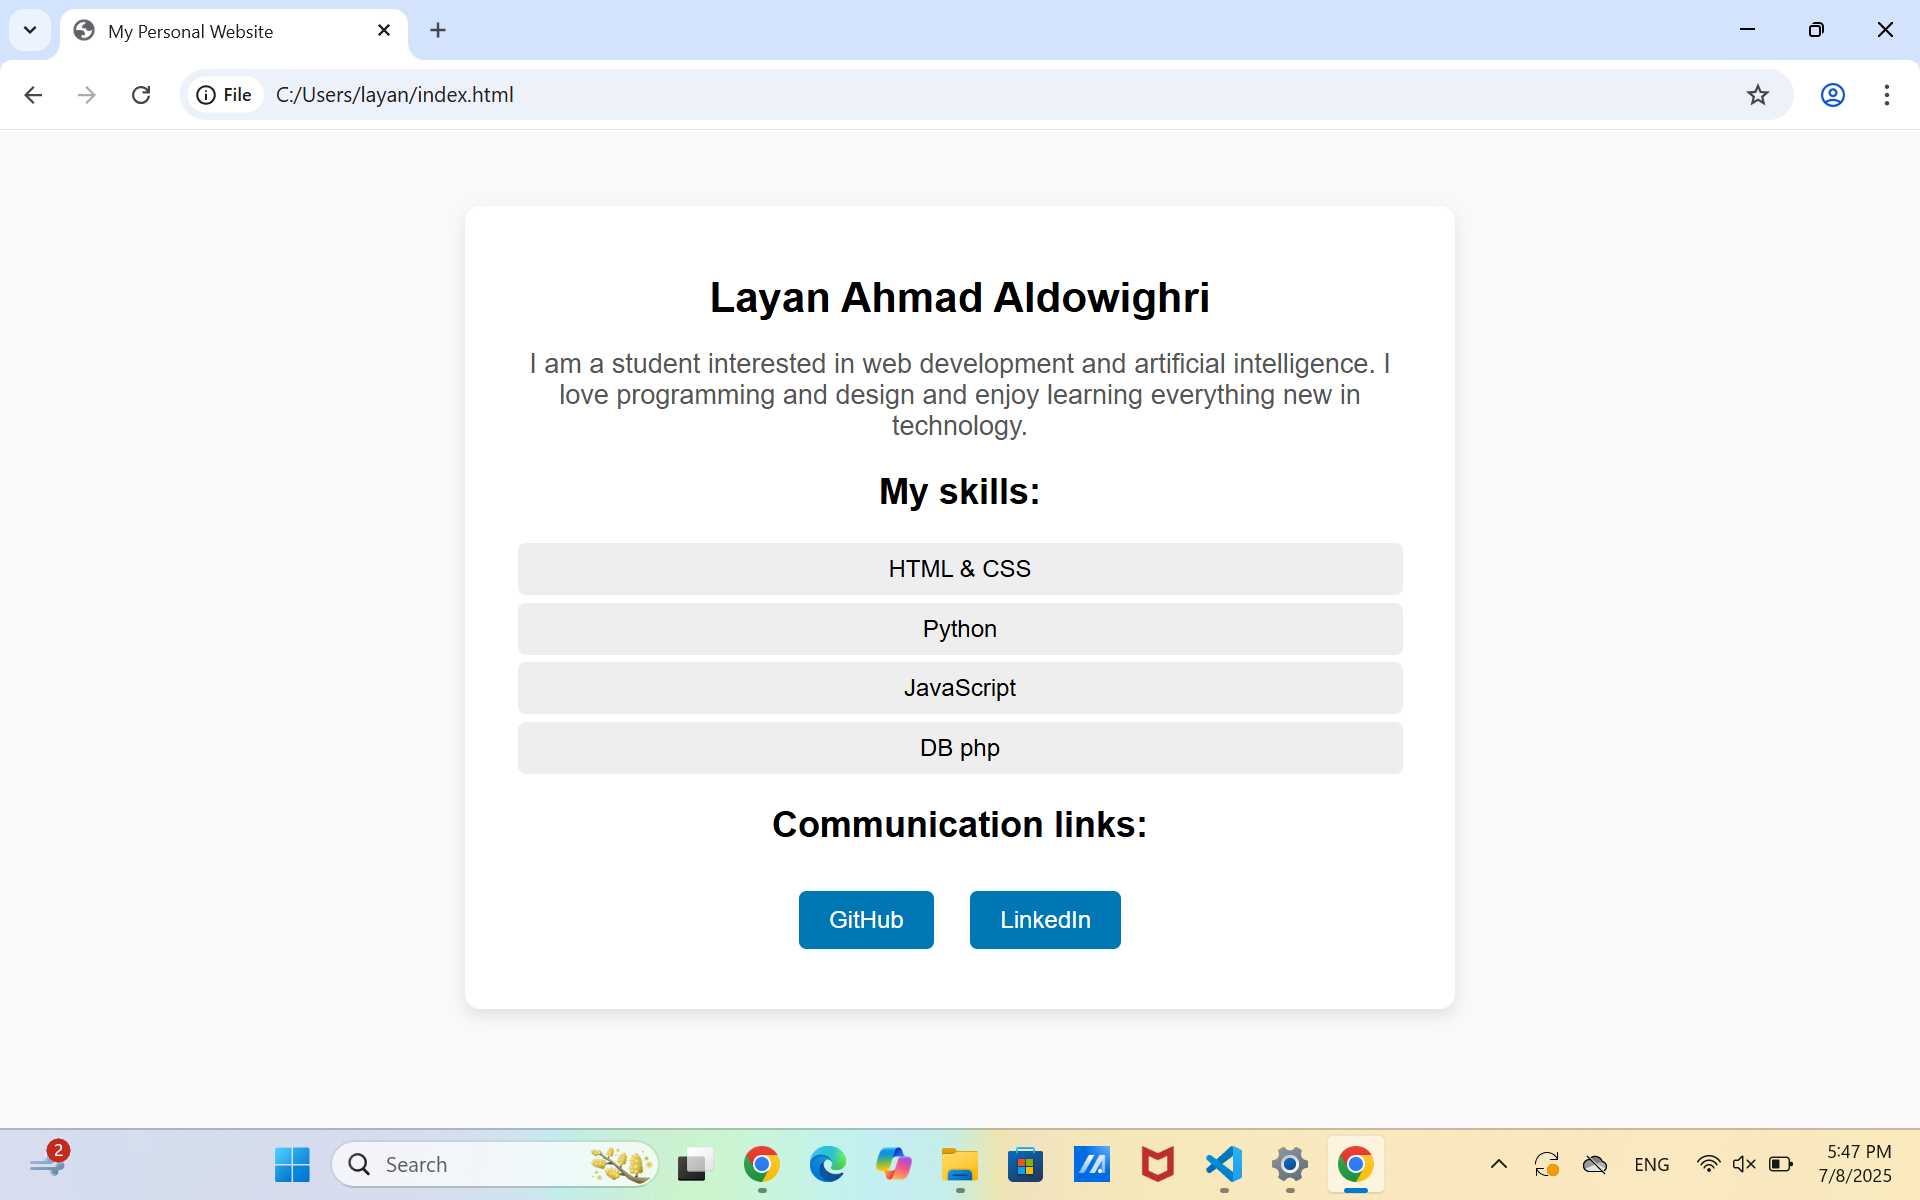 My Personal Website
File C:/Users/layan/index.html
Layan Ahmad Aldowighri
I am a student interested in web development and artificial intelligence. I
love programming and design and enjoy learning everything new in
technology.
My skills:
HTML & CSS
Python
JavaScript
DB php
Communication links:
GitHub LinkedIn
2 Search ENG 5:47 PM
7/8/2025